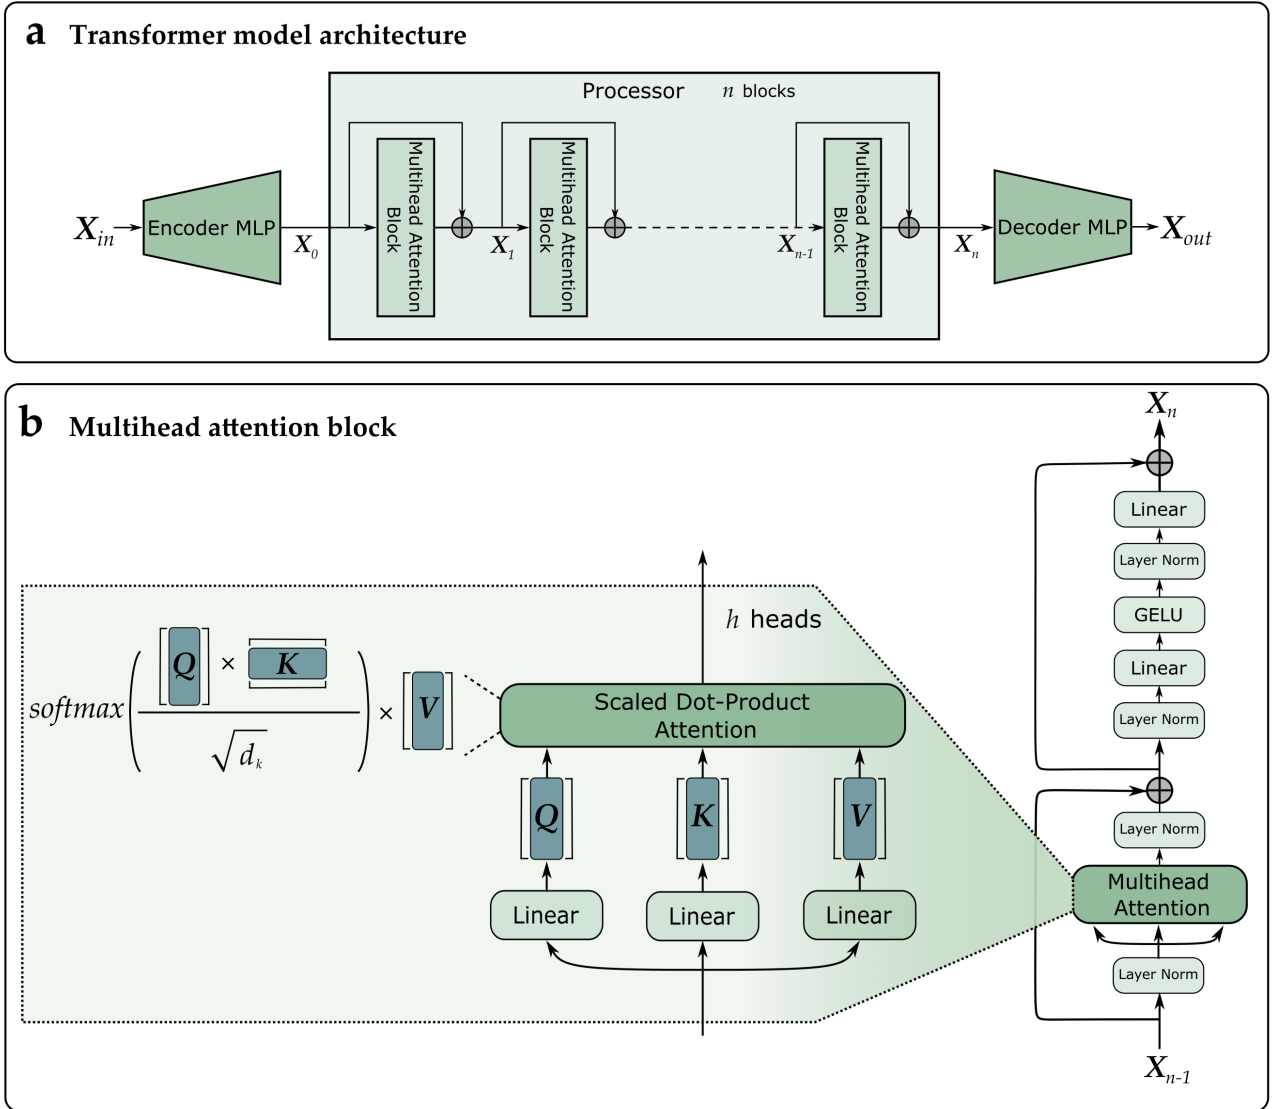 a Transformer model architecture
Processor n blocks
X_in
Encoder MLP
X_0
Multihead Attention
Block
X_1
Multihead Attention
Block
X_n-1
Multihead Attention
Block
X_n
Decoder MLP
X_out
b Multihead attention block
X_n
Linear
Layer Norm
GELU
Linear
Layer Norm
Layer Norm
Multihead
Attention
Layer Norm
X_n-1
h heads
softmax ( [Q] × [K] / √d_k ) × [V]
Scaled Dot-Product
Attention
Q K V
Linear Linear Linear